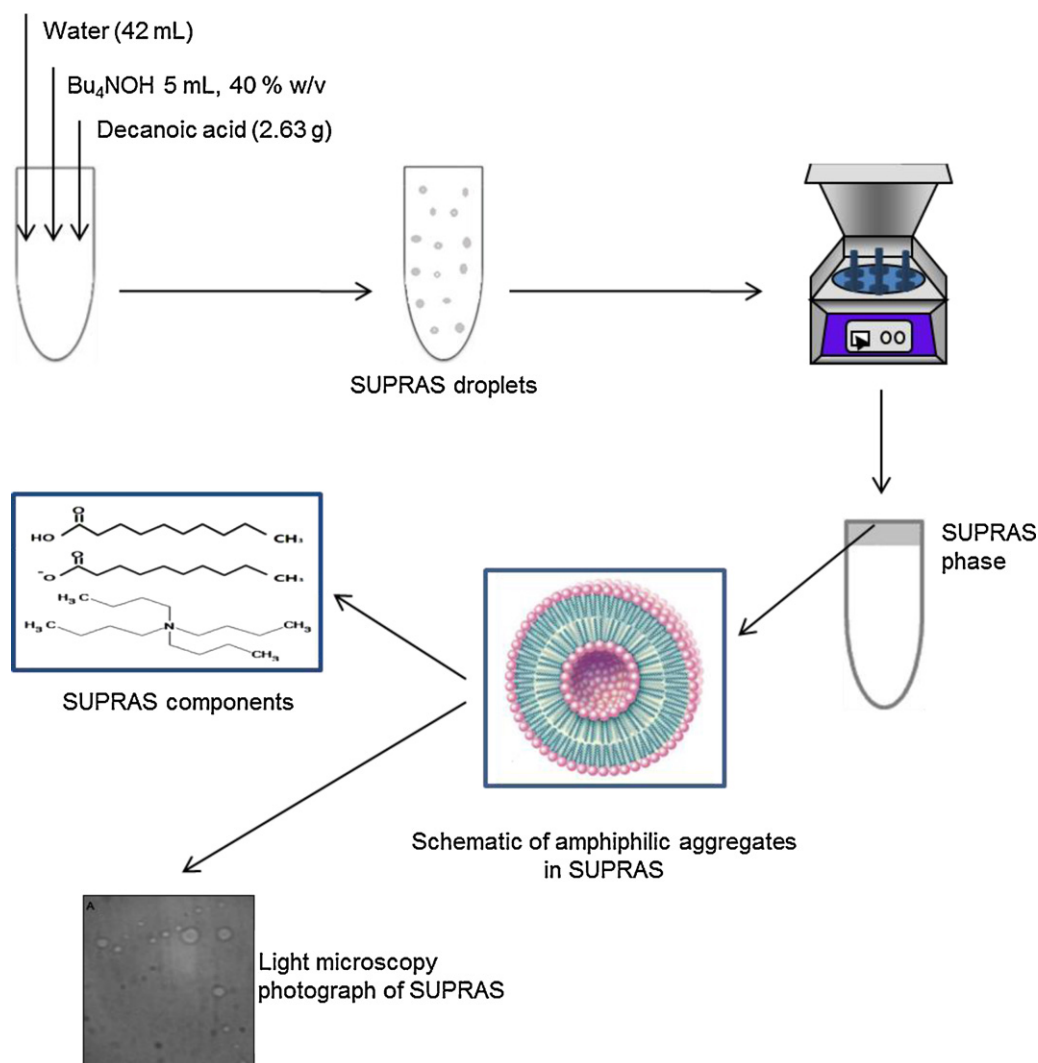 Water (42 mL)
Bu₄NOH 5 mL, 40 % w/v
Decanoic acid (2.63 g)
SUPRAS droplets
SUPRAS
phase
O
HO
CH₃
O
⁻O
CH₃
H₃C
H₃C
N
CH₃
CH₃
SUPRAS components
Schematic of amphiphilic aggregates
in SUPRAS
A
Light microscopy
photograph of SUPRAS